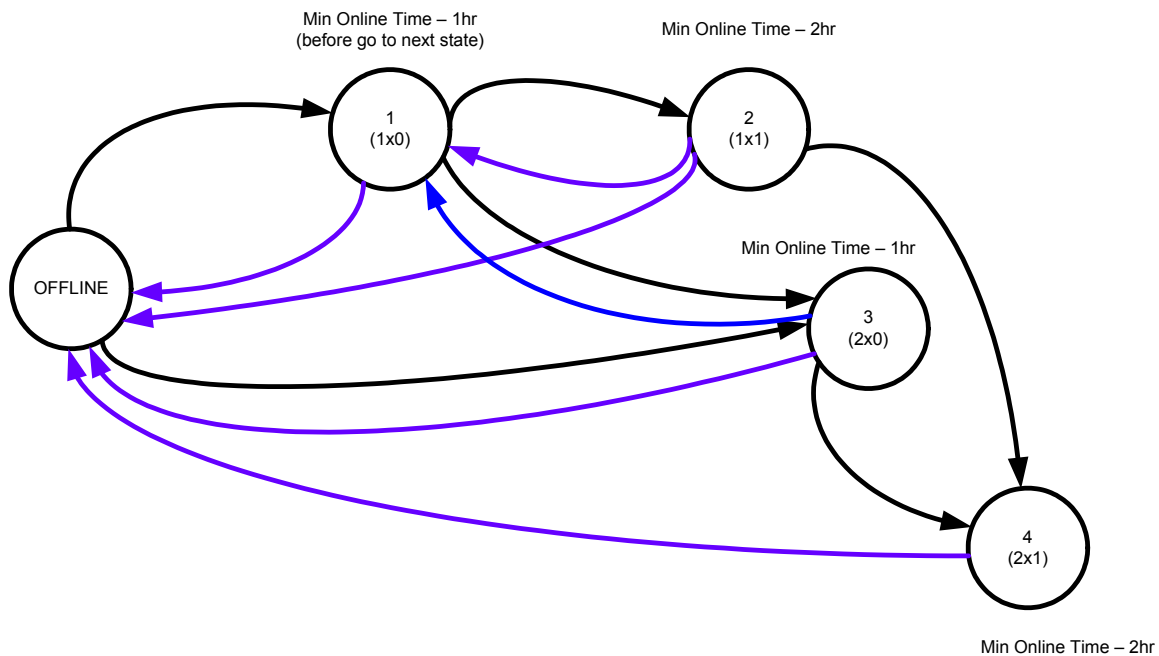 Min Online Time – 1hr
(before go to next state)
Min Online Time – 2hr
1
(1x0)
2
(1x1)
Min Online Time – 1hr
OFFLINE
3
(2x0)
4
(2x1)
Min Online Time – 2hr